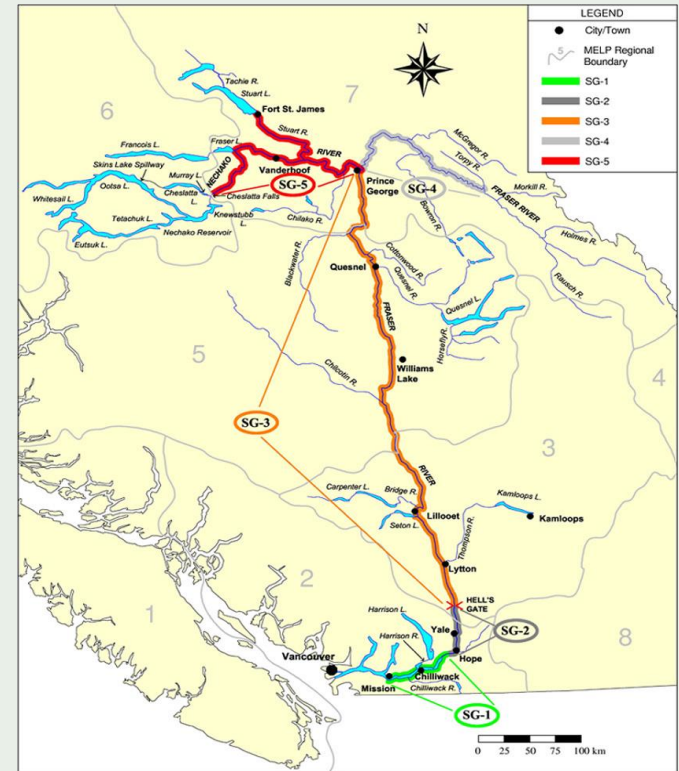 LEGEND
City/Town
5
MELP Regional
Boundary
SG-1
SG-2
SG-3
SG-4
SG-5
N
6
7
Tachie R.
Stuart L.
Fort St. James
Stuart R.
McGregor R.
Torpy R.
Francois L.
Fraser L.
RIVER
Skins Lake Spillway
Murray L.
NECHAKO
Vanderhoof
Prince
George
Morkill R.
Ootsa L.
Cheslatta
L.
SG-5
SG-4
FRASER RIVER
Whitesail L.
Cheslatta Falls
Tetachuk L.
Knewstubb
L.
Chilako R.
Bowron R.
Holmes R.
Nechako Reservoir
Eutsuk L.
Blackwater R.
Cottonwood R.
Rausch R.
Quesnel
Quesnel R.
Quesnel L.
FRASER
Horsefly R.
5
Williams
Lake
Chilcotin R.
4
SG-3
3
RIVER
Carpenter L.
Bridge R.
Kamloops L.
Lillooet
Seton L.
Kamloops
Thompson R.
Lytton
2
HELL'S
GATE
1
Harrison L.
Yale
SG-2
8
Harrison R.
Hope
Vancouver
Chilliwack
Mission
Chilliwack R.
SG-1
0 25 50 75 100 km